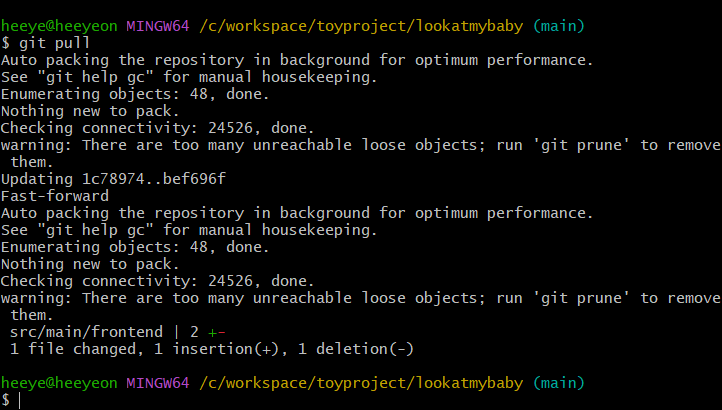 heeye@heeyeon MINGW64 /c/workspace/toyproject/lookatmybaby (main)
$ git pull
Auto packing the repository in background for optimum performance.
See "git help gc" for manual housekeeping.
Enumerating objects: 48, done.
Nothing new to pack.
Checking connectivity: 24526, done.
warning: There are too many unreachable loose objects; run 'git prune' to remove
 them.
Updating 1c78974..bef696f
Fast-forward
Auto packing the repository in background for optimum performance.
See "git help gc" for manual housekeeping.
Enumerating objects: 48, done.
Nothing new to pack.
Checking connectivity: 24526, done.
warning: There are too many unreachable loose objects; run 'git prune' to remove
 them.
 src/main/frontend | 2 +-
 1 file changed, 1 insertion(+), 1 deletion(-)
heeye@heeyeon MINGW64 /c/workspace/toyproject/lookatmybaby (main)
$